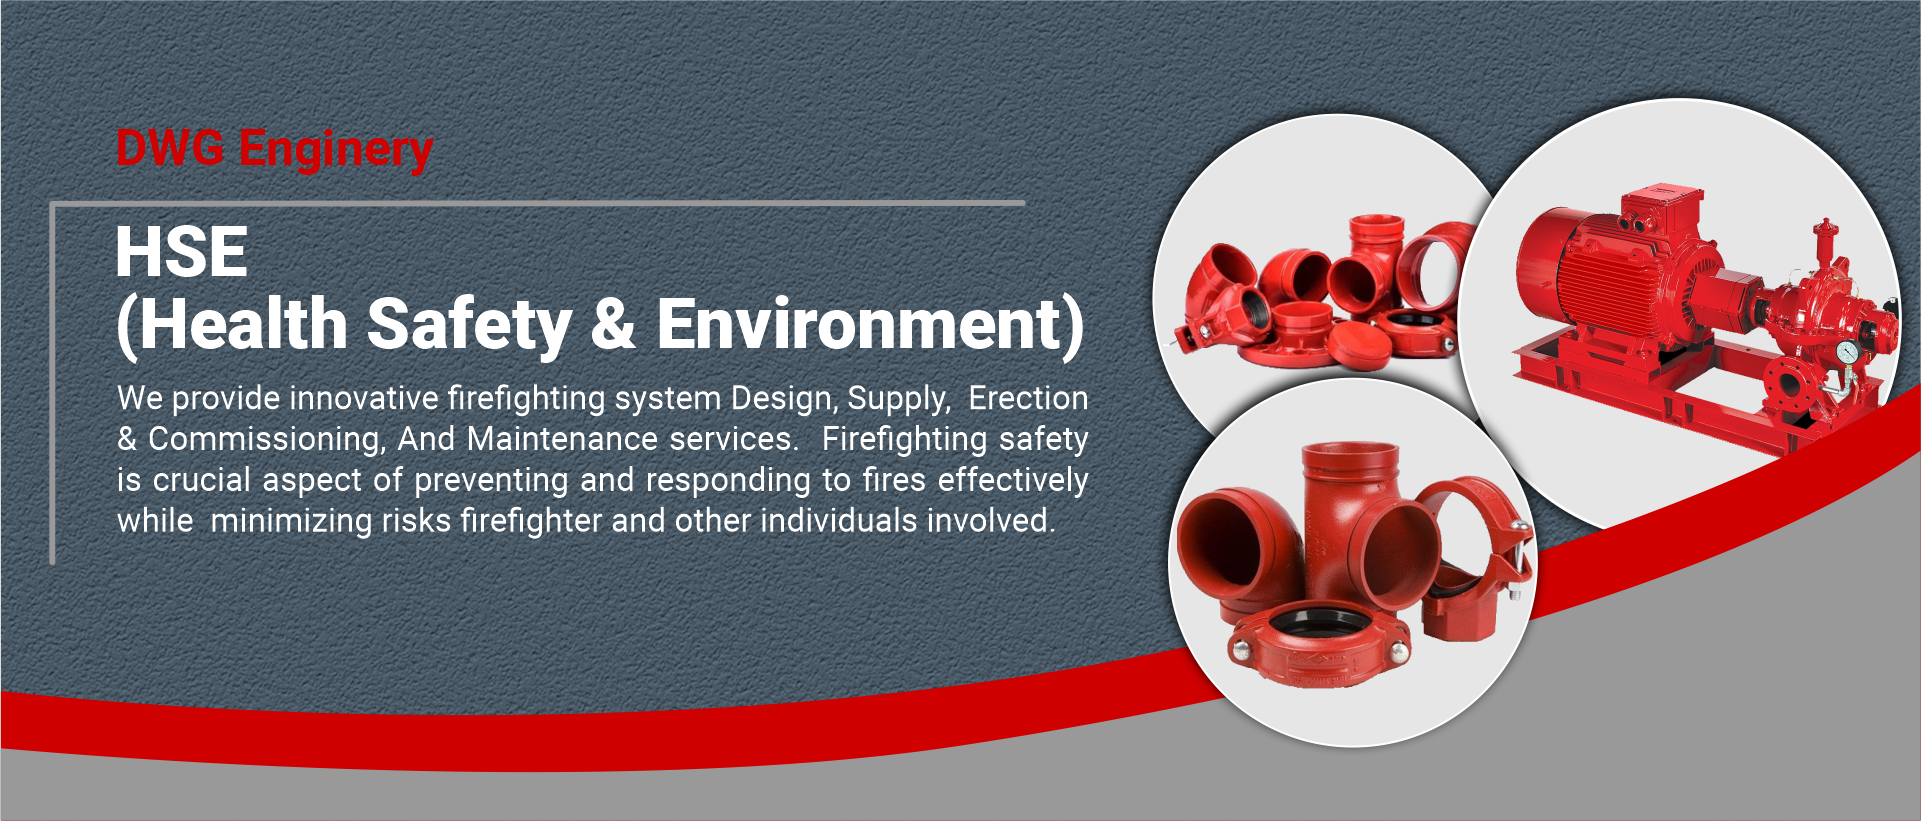 DWG Enginery
HSE
(Health Safety & Environment)
We provide innovative firefighting system Design, Supply,  Erection
& Commissioning, And Maintenance services.  Firefighting safety
is crucial aspect of preventing and responding to fires effectively
while  minimizing risks firefighter and other individuals involved.